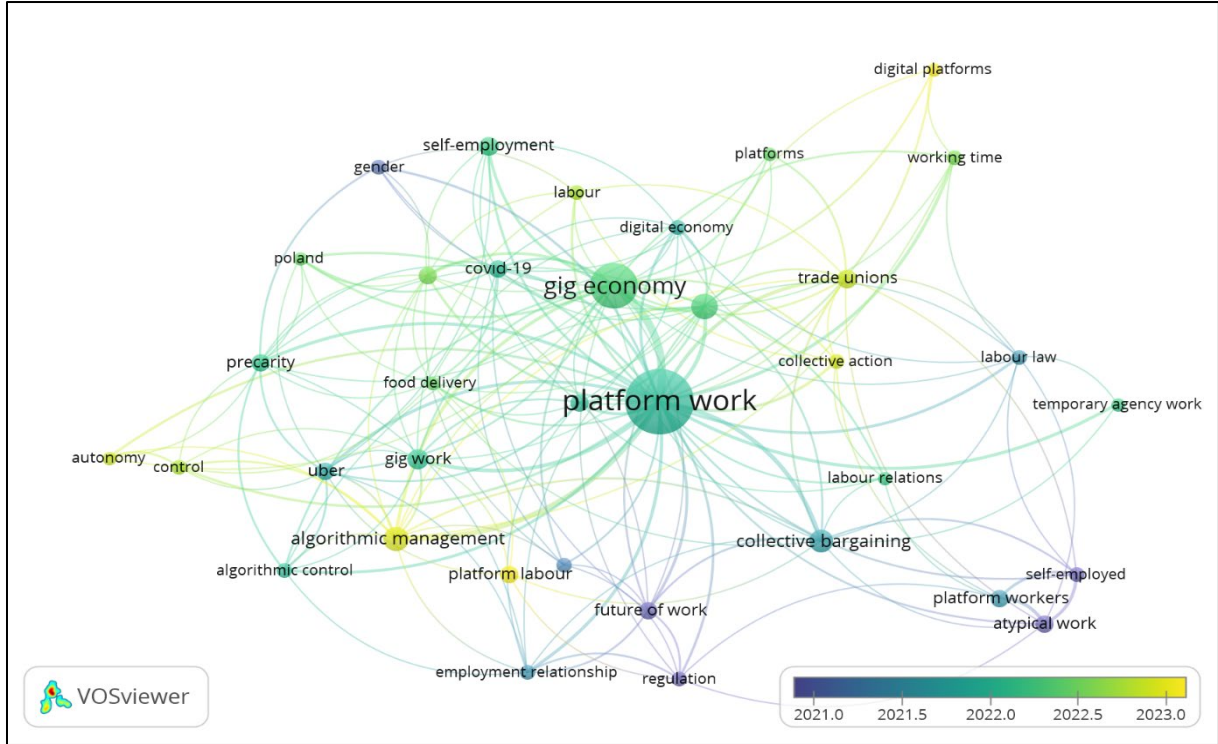 digital platforms
self-employment
platforms
working time
gender
labour
digital economy
poland
covid-19
gig economy
trade unions
precarity
food delivery
collective action
labour law
platform work
temporary agency work
autonomy
control
uber
gig work
labour relations
algorithmic management
collective bargaining
algorithmic control
platform labour
self-employed
future of work
platform workers
atypical work
employment relationship
regulation
VOSviewer
2021.0 2021.5 2022.0 2022.5 2023.0